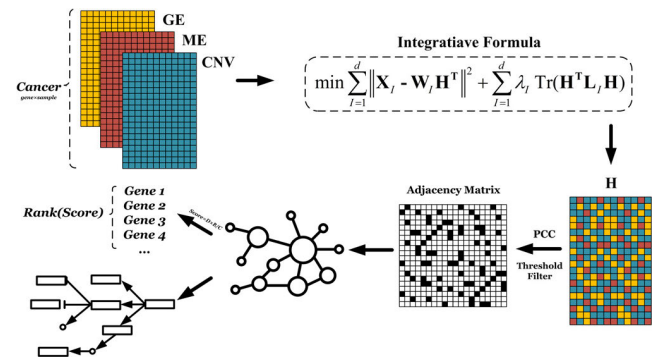 GE
ME
CNV
Cancer
gene×sample
Integratiave Formula
min ∑_{I=1}^{d} ‖X_I - W_I H^T‖² + ∑_{I=1}^{d} λ_I Tr(H^T L_I H)
H
Adjacency Matrix
PCC
Threshold
Filter
Rank(Score)
Gene 1
Gene 2
Gene 3
Gene 4
...